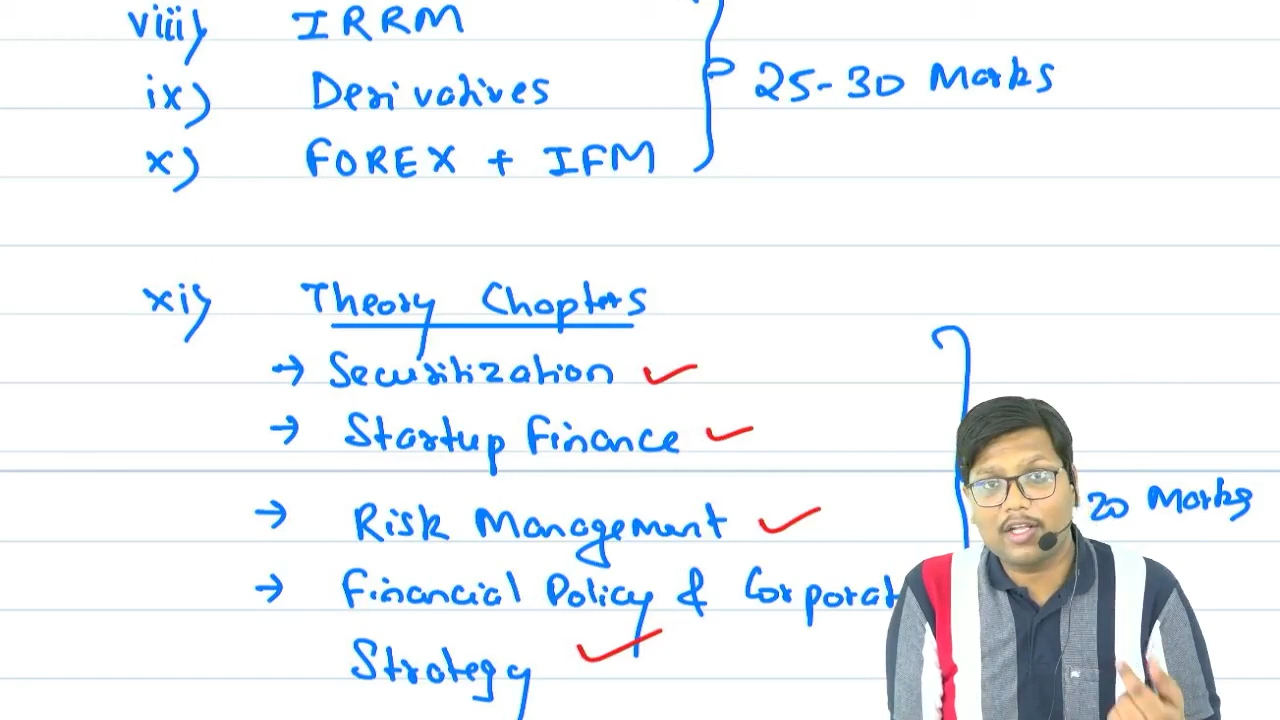 viii) IRRM
ix) Derivatives
25-30 Marks
x) FOREX + IFM
xi) Theory Chapters
→ Securitization ✓
→ Startup Finance ✓
→ Risk Management ✓
20 Marks
→ Financial Policy & Corporat
Strategy ✓